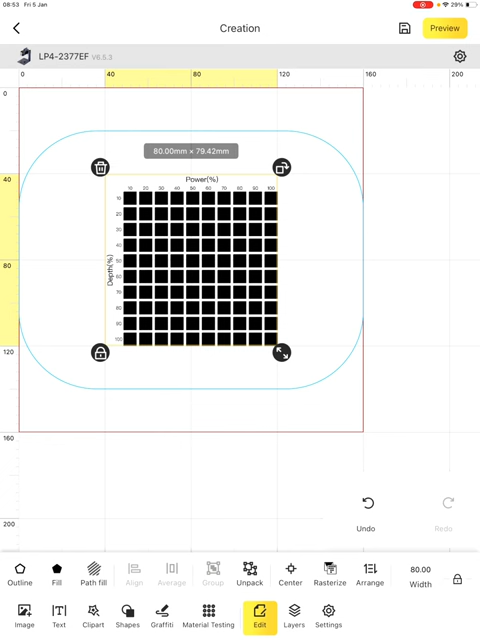 08:53 Fri 5 Jan 29%
Creation
Preview
LP4-2377EF V6.5.3
0 40 80 120 160 200
0
40
80
120
160
200
80.00mm × 79.42mm
Power(%)
10 20 30 40 50 60 70 80 90 100
Depth(%)
10
20
30
40
50
60
70
80
90
100
Undo Redo
Outline Fill Path fill Align Average Group Unpack Center Rasterize Arrange
80.00
Width
Image Text Clipart Shapes Graffiti Material Testing Edit Layers Settings